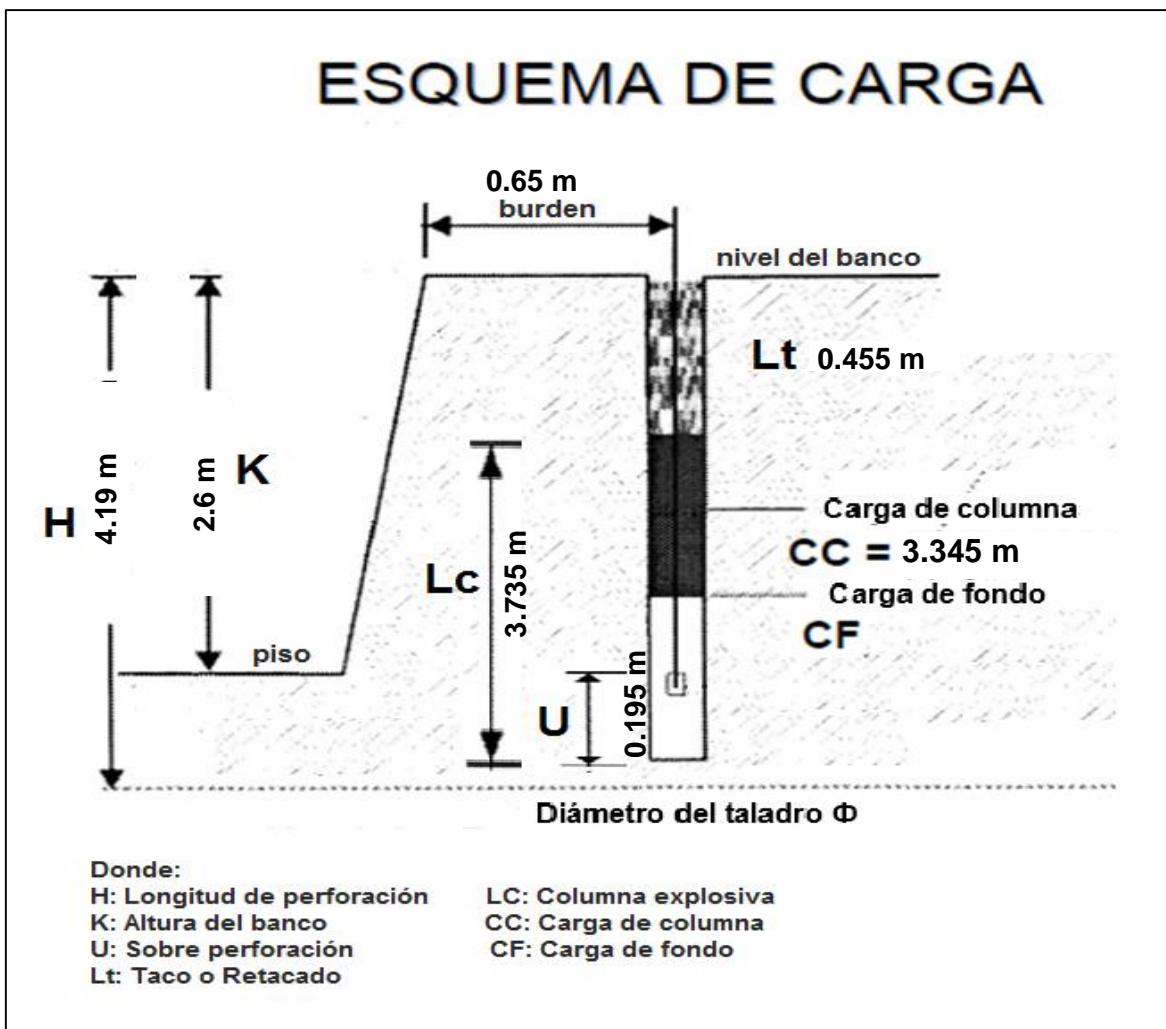 ESQUEMA DE CARGA
0.65 m
burden
nivel del banco
Lt 0.455 m
K
H
4.19 m
2.6 m
Lc
3.735 m
Carga de columna
CC = 3.345 m
Carga de fondo
CF
piso
U
0.195 m
Diámetro del taladro Φ
Donde:
H: Longitud de perforación LC: Columna explosiva
K: Altura del banco CC: Carga de columna
U: Sobre perforación CF: Carga de fondo
Lt: Taco o Retacado